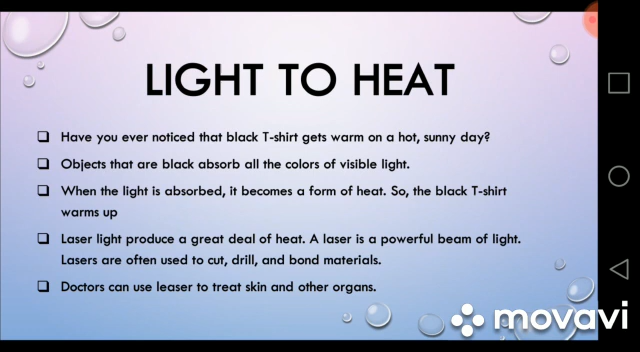 LIGHT TO HEAT
Have you ever noticed that black T-shirt gets warm on a hot, sunny day?
Objects that are black absorb all the colors of visible light.
When the light is absorbed, it becomes a form of heat. So, the black T-shirt
warms up
Laser light produce a great deal of heat. A laser is a powerful beam of light.
Lasers are often used to cut, drill, and bond materials.
Doctors can use leaser to treat skin and other organs.
movavi